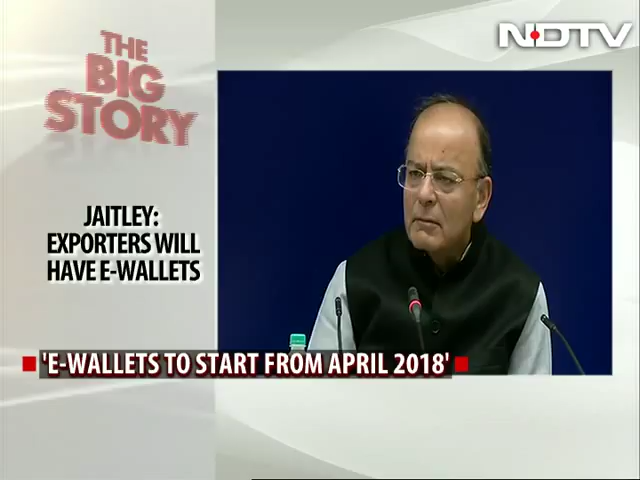 NDTV
THE
BIG
STORY
JAITLEY:
EXPORTERS WILL
HAVE E-WALLETS
'E-WALLETS TO START FROM APRIL 2018'